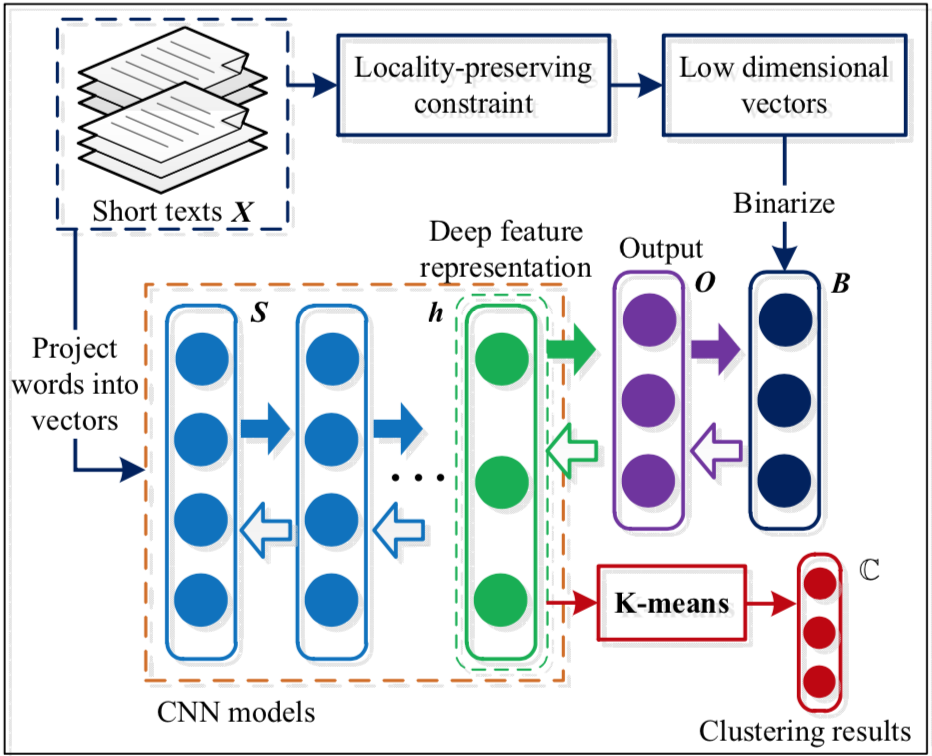 Locality-preserving
constraint
Low dimensional
vectors
Short texts X
Binarize
Deep feature
representation
Output
O
B
S
h
Project
words into
vectors
...
K-means
ℂ
CNN models
Clustering results